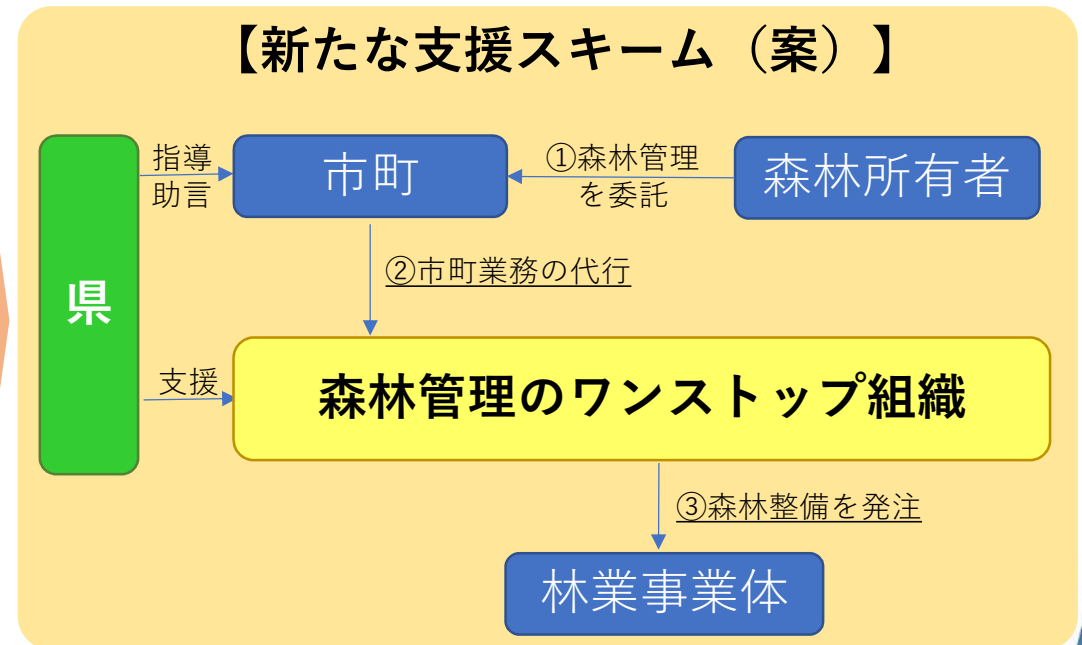 【新たな支援スキーム（案）】
県
指導
助言
市町
①森林管理
を委託
森林所有者
②市町業務の代行
支援
森林管理のワンストップ組織
③森林整備を発注
林業事業体